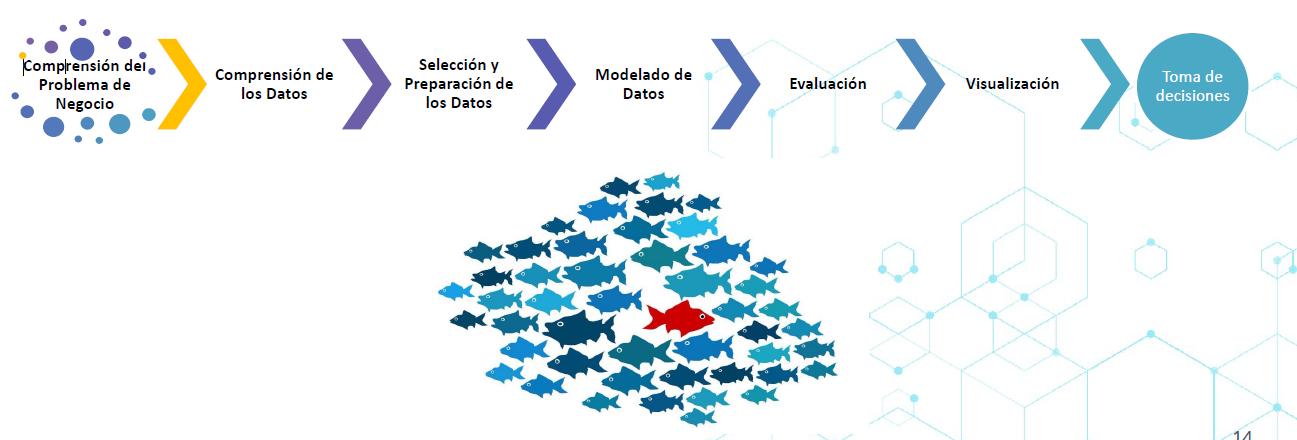 Comprensión del
Problema de
Negocio
Comprensión de
los Datos
Selección y
Preparación de
los Datos
Modelado de
Datos
Evaluación
Visualización
Toma de
decisiones
14